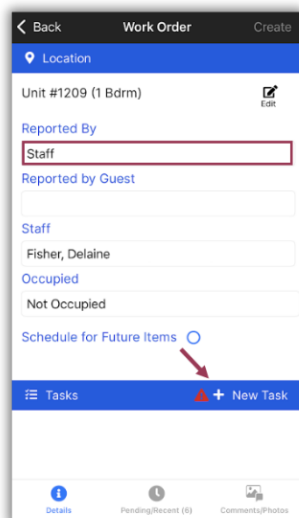 Back Work Order Create
Location
Unit #1209 (1 Bdrm)
Edit
Reported By
Staff
Reported by Guest
Staff
Fisher, Delaine
Occupied
Not Occupied
Schedule for Future Items
Tasks + New Task
Details Pending/Recent (6) Comments/Photos